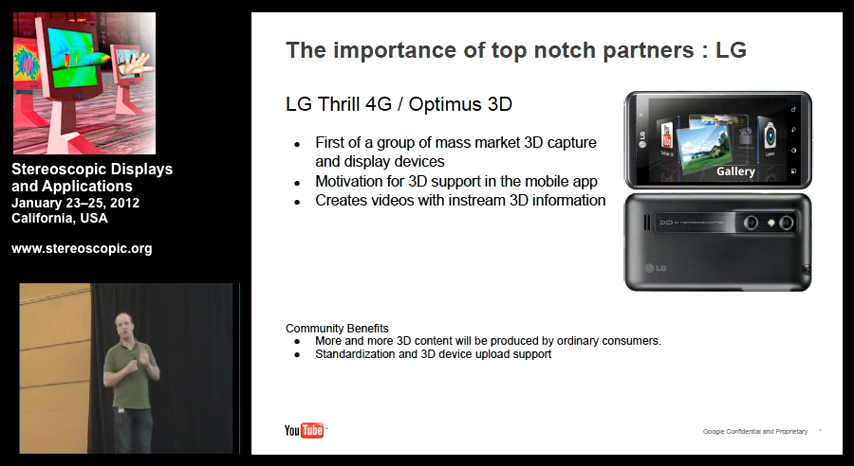 Stereoscopic Displays
and Applications
January 23–25, 2012
California, USA
www.stereoscopic.org
The importance of top notch partners : LG
LG Thrill 4G / Optimus 3D
● First of a group of mass market 3D capture
and display devices
● Motivation for 3D support in the mobile app
● Creates videos with instream 3D information
LG
Gallery
3D
LG
Community Benefits
● More and more 3D content will be produced by ordinary consumers.
● Standardization and 3D device upload support
YouTube
Google Confidential and Proprietary